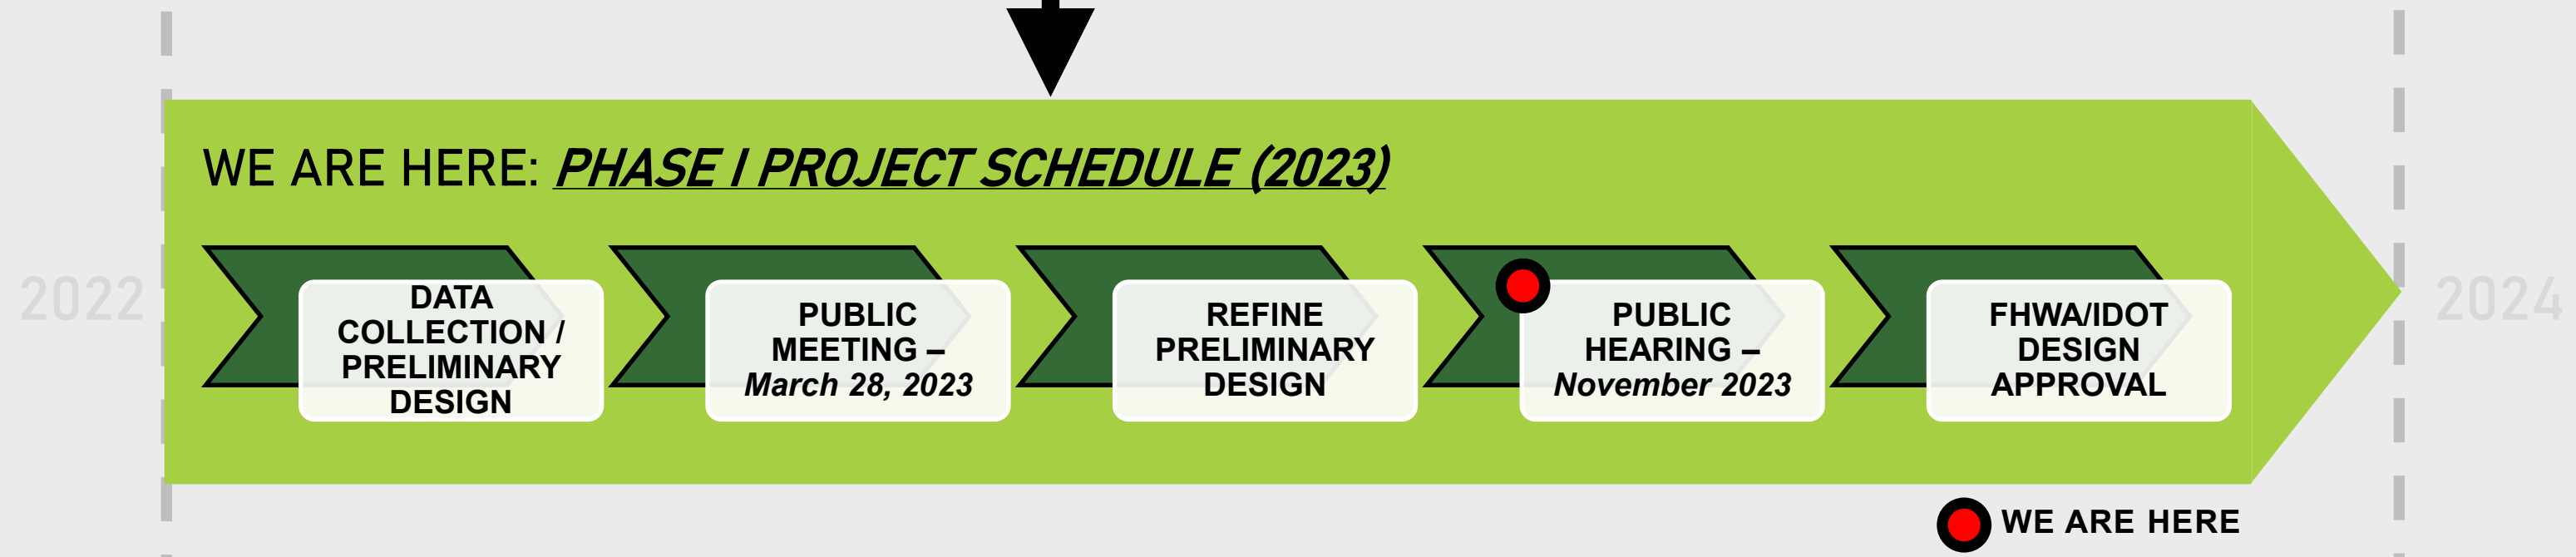 WE ARE HERE: PHASE I PROJECT SCHEDULE (2023)
2022
DATA
COLLECTION /
PRELIMINARY
DESIGN
PUBLIC
MEETING –
March 28, 2023
REFINE
PRELIMINARY
DESIGN
PUBLIC
HEARING –
November 2023
FHWA/IDOT
DESIGN
APPROVAL
2024
WE ARE HERE